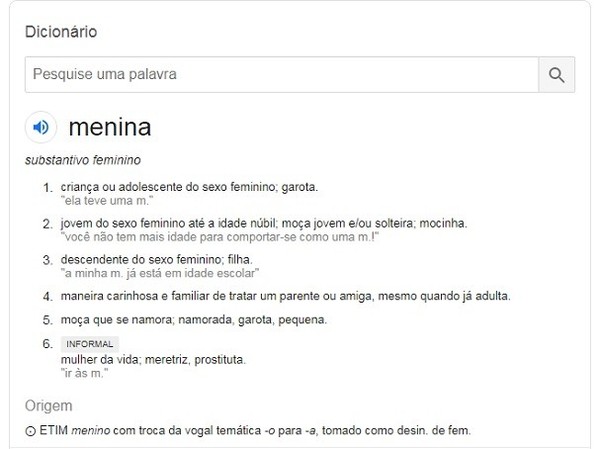 Dicionário
Pesquise uma palavra
menina
substantivo feminino
1. criança ou adolescente do sexo feminino; garota.
"ela teve uma m."
2. jovem do sexo feminino até a idade núbil; moça jovem e/ou solteira; mocinha.
"você não tem mais idade para comportar-se como uma m.!"
3. descendente do sexo feminino; filha.
"a minha m. já está em idade escolar"
4. maneira carinhosa e familiar de tratar um parente ou amiga, mesmo quando já adulta.
5. moça que se namora; namorada, garota, pequena.
6. INFORMAL
mulher da vida; meretriz, prostituta.
"ir às m."
Origem
ETIM menino com troca da vogal temática -o para -a, tomado como desin. de fem.